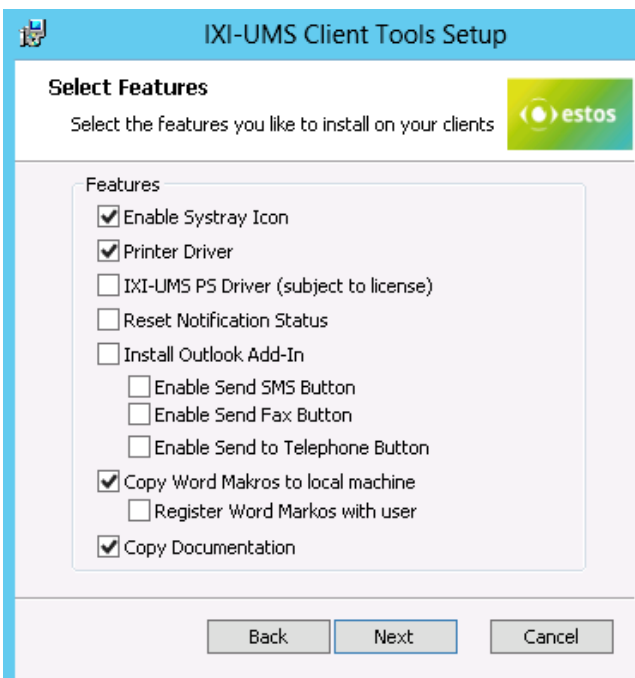 IXI-UMS Client Tools Setup
Select Features
Select the features you like to install on your clients
estos
Features
Enable Systray Icon
Printer Driver
IXI-UMS PS Driver (subject to license)
Reset Notification Status
Install Outlook Add-In
Enable Send SMS Button
Enable Send Fax Button
Enable Send to Telephone Button
Copy Word Makros to local machine
Register Word Markos with user
Copy Documentation
Back Next Cancel